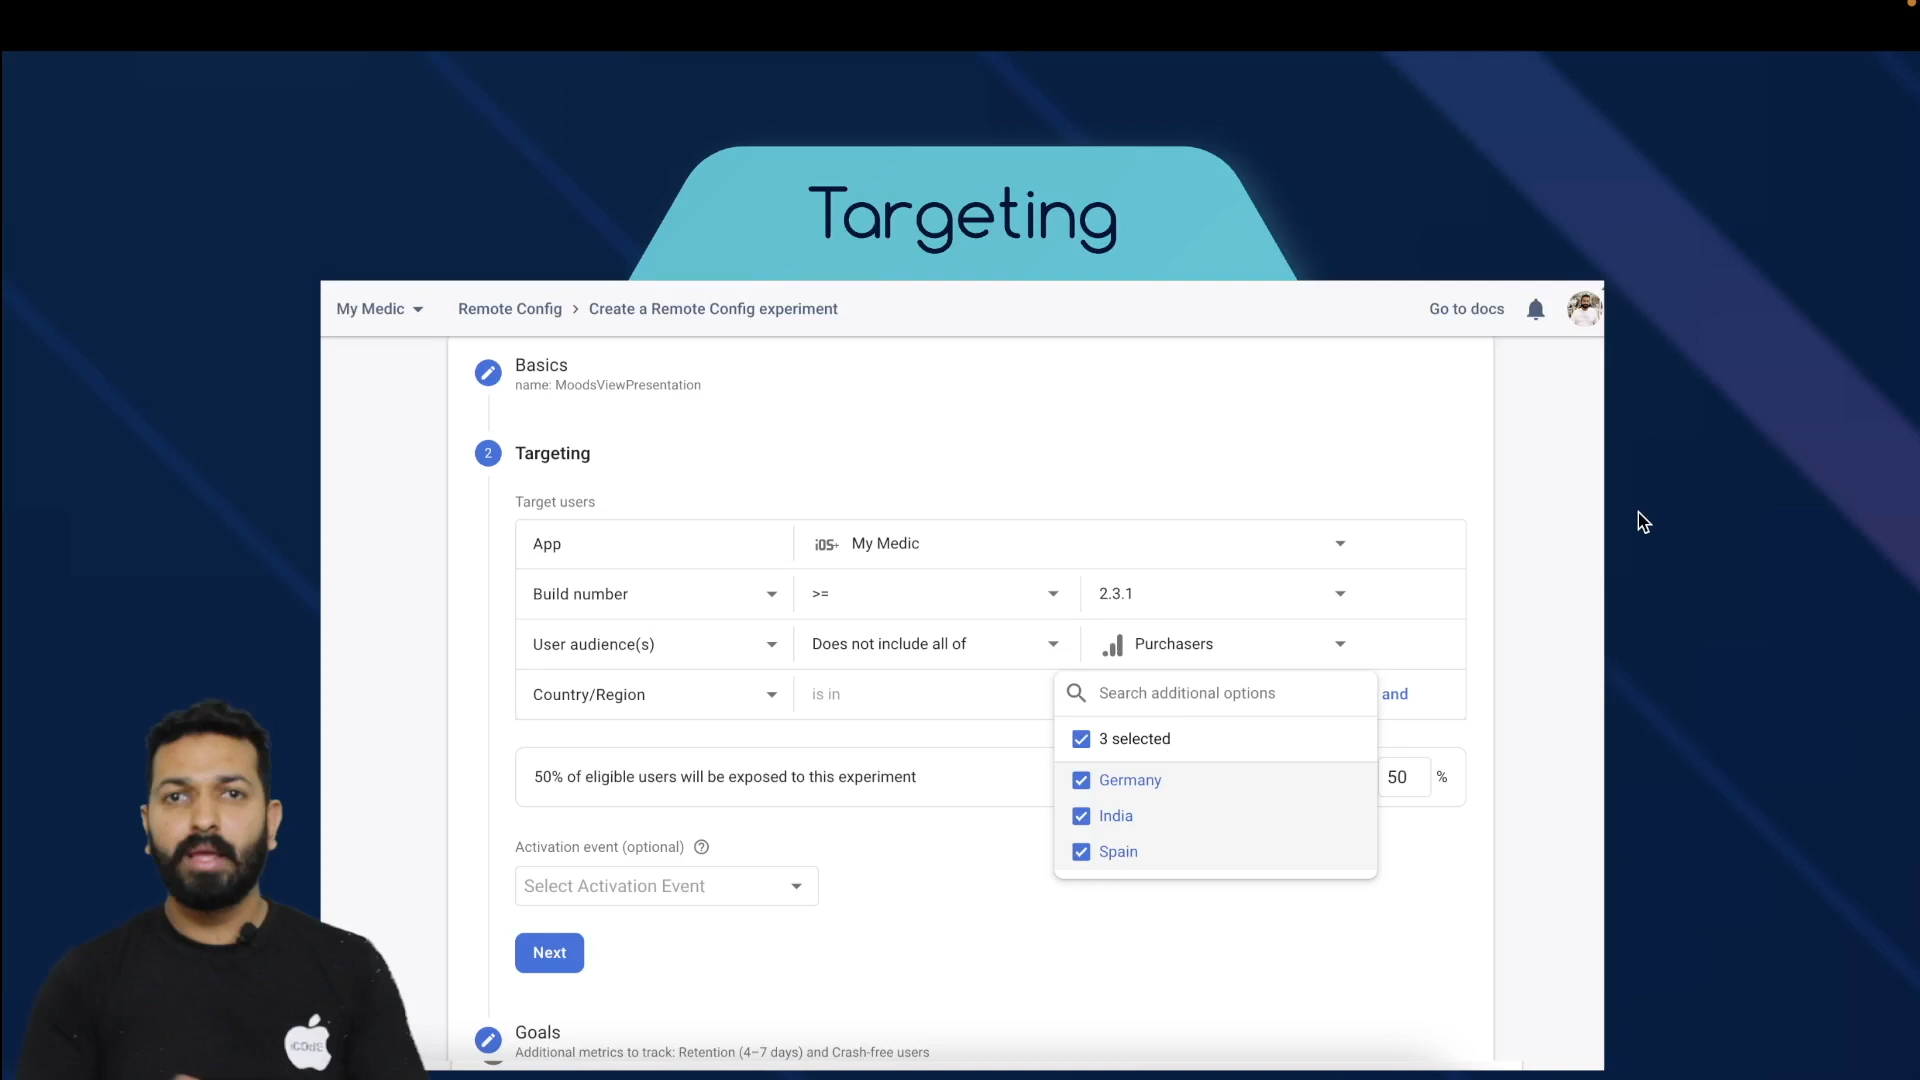 Targeting
My Medic
Remote Config > Create a Remote Config experiment
Go to docs
Basics
name: MoodsViewPresentation
2 Targeting
Target users
App iOS+ My Medic
Build number >= 2.3.1
User audience(s) Does not include all of Purchasers
Country/Region is in Search additional options and
3 selected
50% of eligible users will be exposed to this experiment 50 %
Germany
India
Spain
Activation event (optional)
Select Activation Event
Next
Goals
Additional metrics to track: Retention (4–7 days) and Crash-free users